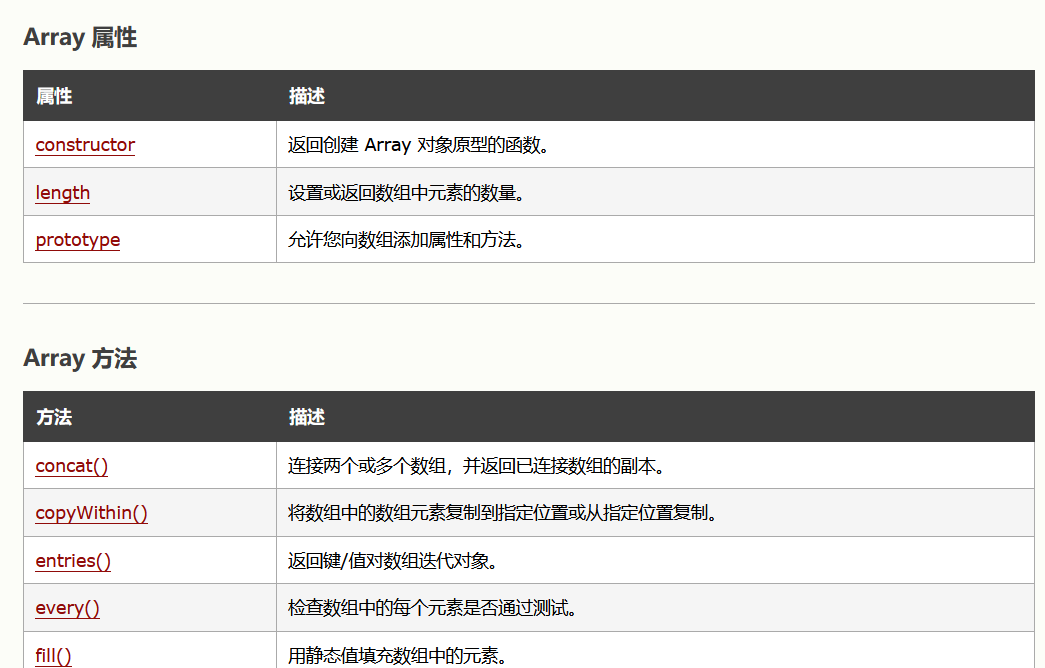 Array 属性
属性 描述
constructor 返回创建 Array 对象原型的函数。
length 设置或返回数组中元素的数量。
prototype 允许您向数组添加属性和方法。
Array 方法
方法 描述
concat() 连接两个或多个数组，并返回已连接数组的副本。
copyWithin() 将数组中的数组元素复制到指定位置或从指定位置复制。
entries() 返回键/值对数组迭代对象。
every() 检查数组中的每个元素是否通过测试。
fill() 用静态值填充数组中的元素。